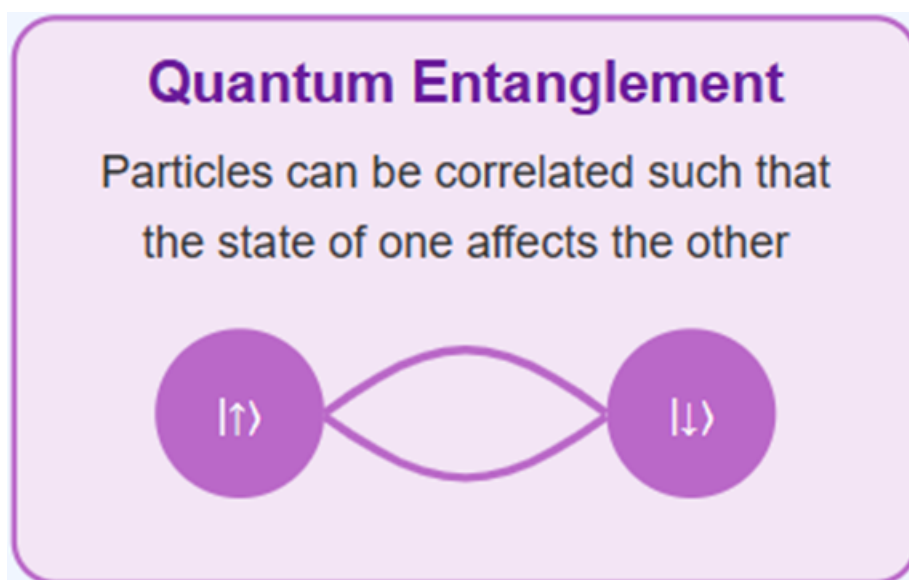 Quantum Entanglement
Particles can be correlated such that
the state of one affects the other
|↑⟩ |↓⟩